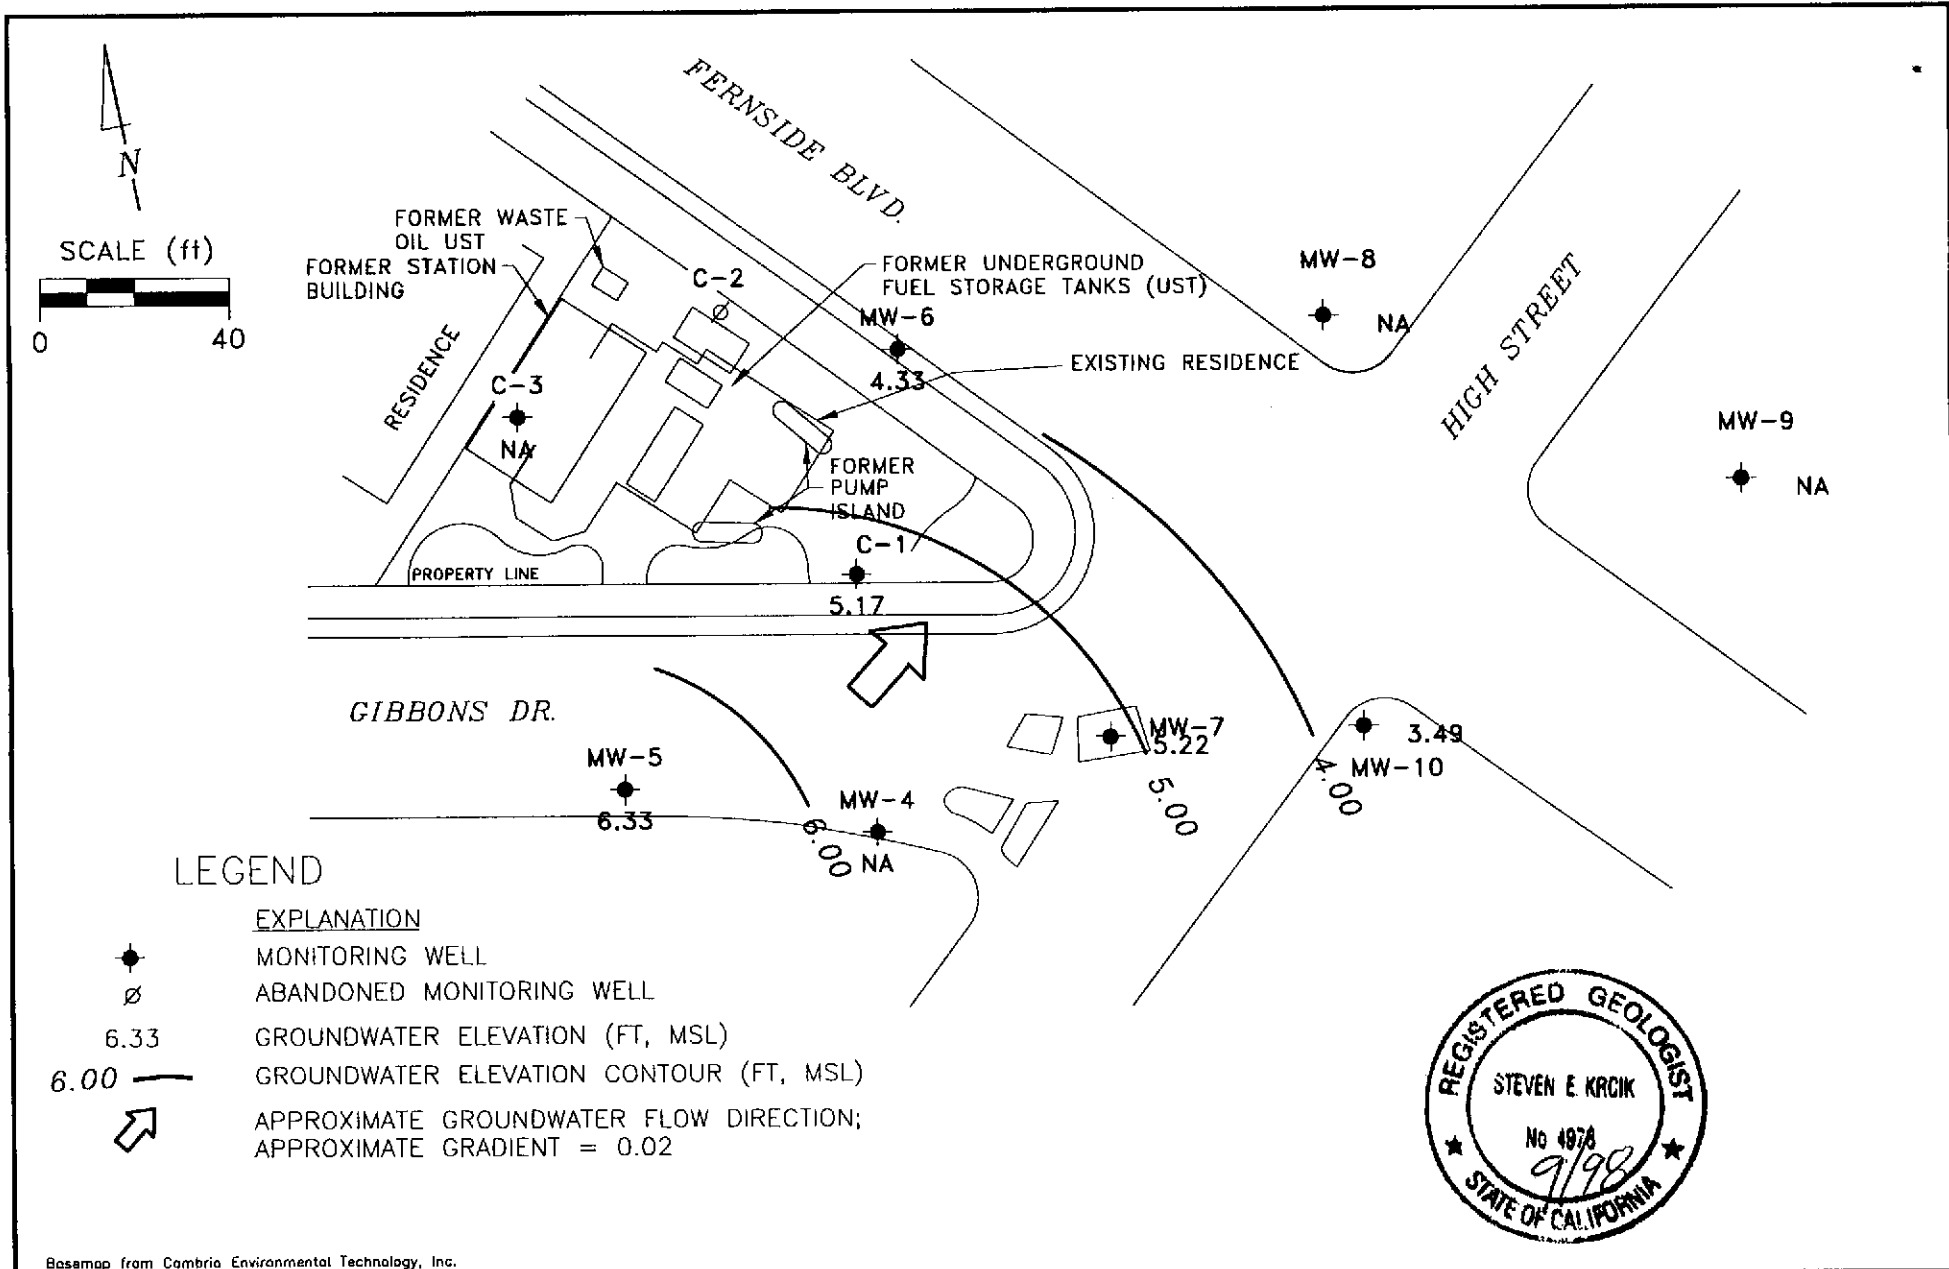 N
SCALE (ft)
0
40
FERNSIDE BLVD.
FORMER WASTE
OIL UST
FORMER STATION
BUILDING
C-2
FORMER UNDERGROUND
FUEL STORAGE TANKS (UST)
MW-6
4.33
EXISTING RESIDENCE
MW-8
NA
HIGH STREET
MW-9
NA
RESIDENCE
C-3
NA
FORMER
PUMP
ISLAND
C-1
5.17
PROPERTY LINE
GIBBONS DR.
MW-5
6.33
MW-4
NA
6.00
MW-7
5.22
5.00
4.00
3.49
MW-10
LEGEND
EXPLANATION
MONITORING WELL
ABANDONED MONITORING WELL
6.33 GROUNDWATER ELEVATION (FT, MSL)
6.00 GROUNDWATER ELEVATION CONTOUR (FT, MSL)
APPROXIMATE GROUNDWATER FLOW DIRECTION;
APPROXIMATE GRADIENT = 0.02
REGISTERED GEOLOGIST
STEVEN E. KRCIK
No 4976
9/98
STATE OF CALIFORNIA
Basemap from Cambria Environmental Technology, Inc.